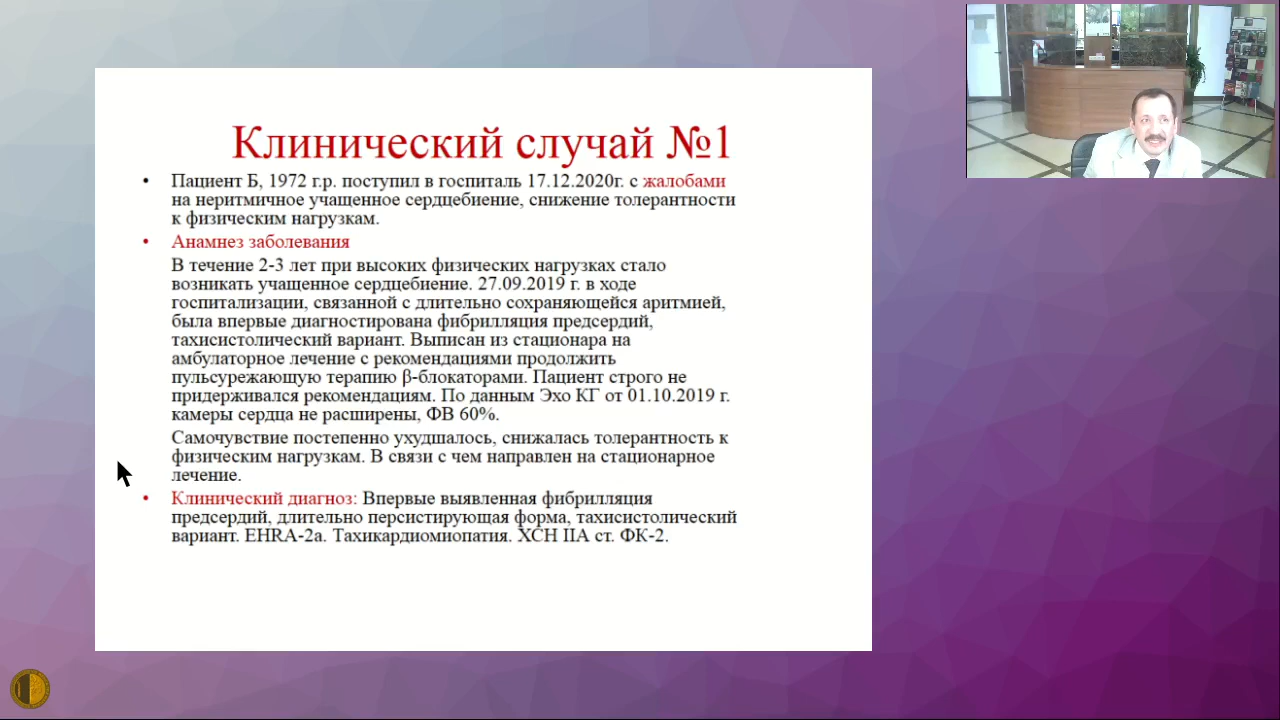 Клинический случай №1
• Пациент Б, 1972 г.р. поступил в госпиталь 17.12.2020г. с жалобами
на неритмичное учащенное сердцебиение, снижение толерантности
к физическим нагрузкам.
• Анамнез заболевания
В течение 2-3 лет при высоких физических нагрузках стало
возникать учащенное сердцебиение. 27.09.2019 г. в ходе
госпитализации, связанной с длительно сохраняющейся аритмией,
была впервые диагностирована фибрилляция предсердий,
тахисистолический вариант. Выписан из стационара на
амбулаторное лечение с рекомендациями продолжить
пульсурежающую терапию β-блокаторами. Пациент строго не
придерживался рекомендациям. По данным Эхо КГ от 01.10.2019 г.
камеры сердца не расширены, ФВ 60%.
Самочувствие постепенно ухудшалось, снижалась толерантность к
физическим нагрузкам. В связи с чем направлен на стационарное
лечение.
• Клинический диагноз: Впервые выявленная фибрилляция
предсердий, длительно персистирующая форма, тахисистолический
вариант. EHRA-2a. Тахикардиомиопатия. ХСН IIА ст. ФК-2.